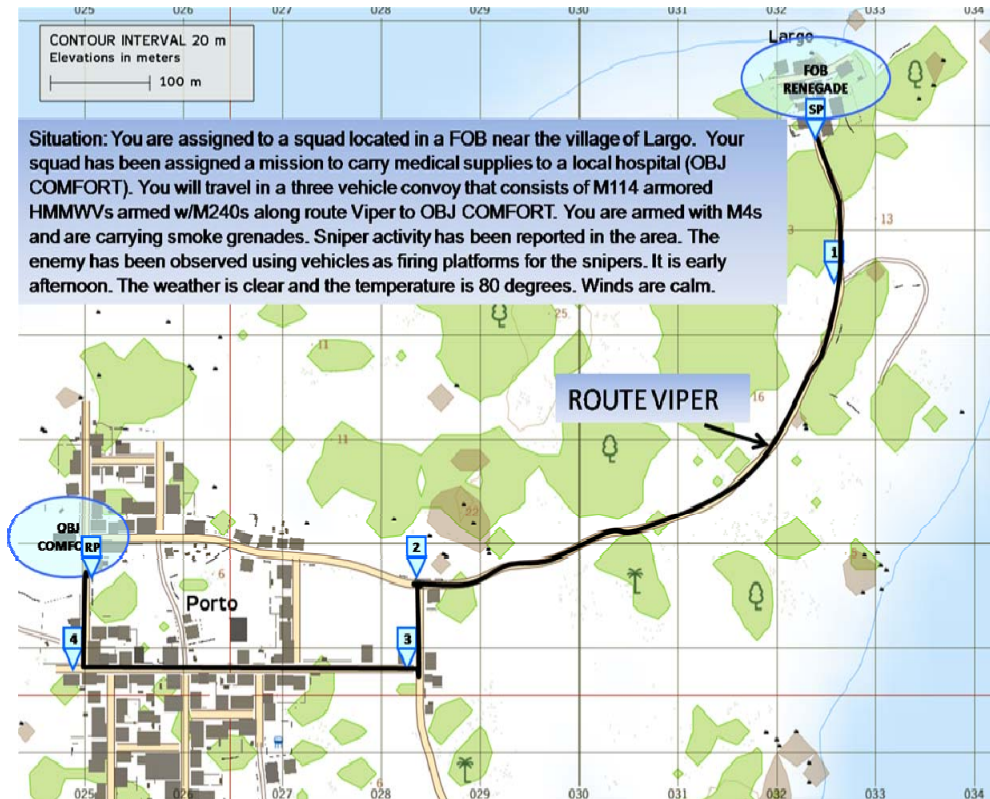 025 026 027 028 029 030 031 032 033 034
CONTOUR INTERVAL 20 m
Elevations in meters
100 m
Largo
FOB
RENEGADE
SP
Situation: You are assigned to a squad located in a FOB near the village of Largo. Your
squad has been assigned a mission to carry medical supplies to a local hospital (OBJ
COMFORT). You will travel in a three vehicle convoy that consists of M114 armored
HMMWVs armed w/M240s along route Viper to OBJ COMFORT. You are armed with M4s
and are carrying smoke grenades. Sniper activity has been reported in the area. The
enemy has been observed using vehicles as firing platforms for the snipers. It is early
afternoon. The weather is clear and the temperature is 80 degrees. Winds are calm.
13
3
1
25
11
ROUTE VIPER
16
11
22
OBJ
COMFO
RP
2
5
6
Porto
4
3
6
025 026 027 028 029 030 031 032 033 034